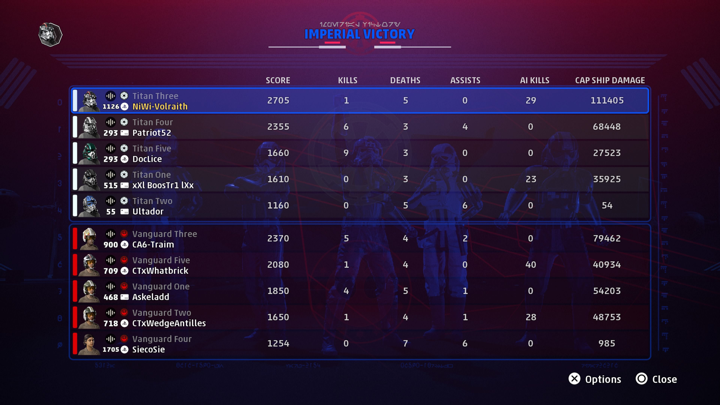 IMPERIAL VICTORY
SCORE KILLS DEATHS ASSISTS AI KILLS CAP SHIP DAMAGE
Titan Three
1126 NiWi-Volraith 2705 1 5 0 29 111405
Titan Four
293 Patriot52 2355 6 3 4 0 68448
Titan Five
293 DocIice 1660 9 3 0 0 27523
Titan One
515 xXl BoosTr1 lXx 1610 0 3 0 23 35925
Titan Two
55 Ultador 1160 0 5 6 0 54
Vanguard Three
900 CA6-Traim 2370 5 4 2 0 79462
Vanguard Five
709 CTxWhatbrick 2080 1 4 0 40 40934
Vanguard One
468 Askeladd 1850 4 5 1 0 54203
Vanguard Two
718 CTxWedgeAntilles 1650 1 4 1 28 48753
Vanguard Four
1705 SiecoSie 1254 0 7 6 0 985
Options Close